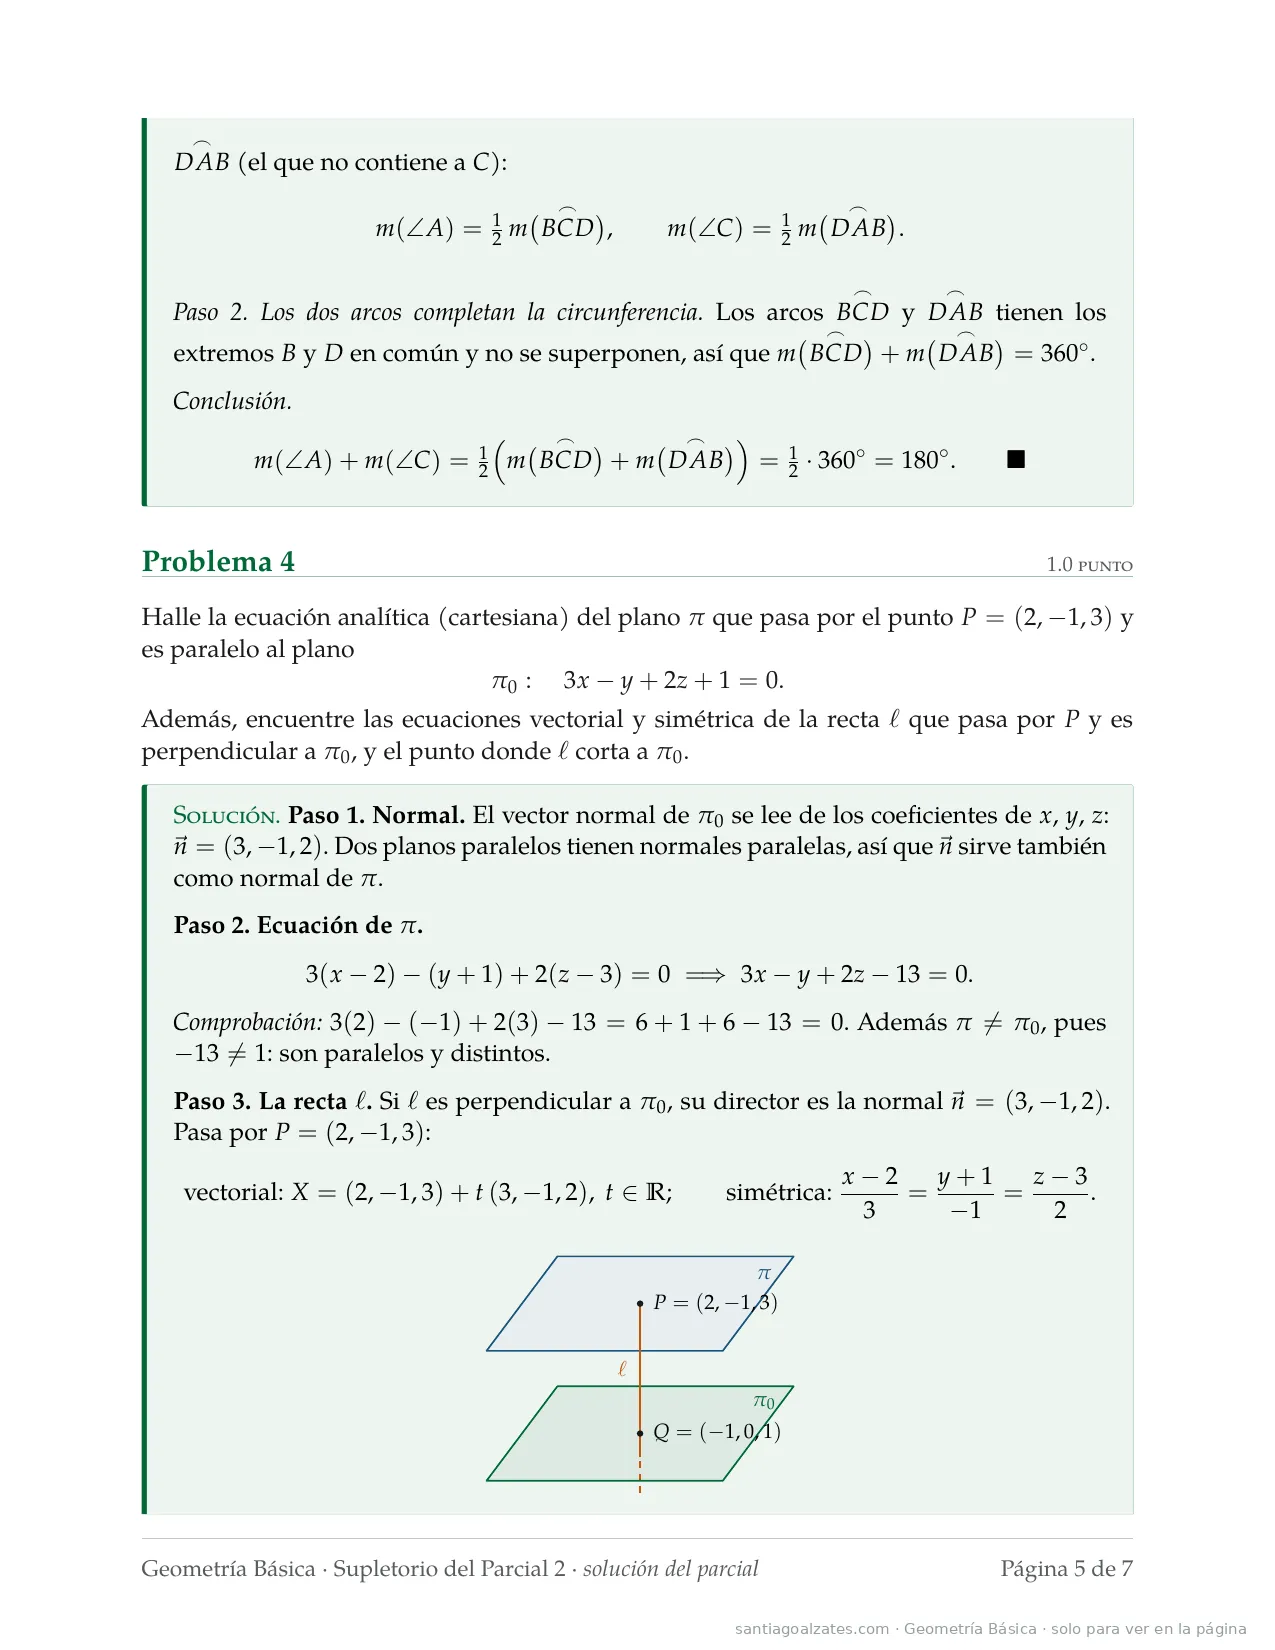 D͡AB (el que no contiene a C):
m(∠A) = ½ m(B͡CD), m(∠C) = ½ m(D͡AB).
Paso 2. Los dos arcos completan la circunferencia. Los arcos B͡CD y D͡AB tienen los
extremos B y D en común y no se superponen, así que m(B͡CD) + m(D͡AB) = 360°.
Conclusión.
m(∠A) + m(∠C) = ½(m(B͡CD) + m(D͡AB)) = ½ · 360° = 180°. ■
Problema 4 1.0 PUNTO
Halle la ecuación analítica (cartesiana) del plano π que pasa por el punto P = (2, −1, 3) y
es paralelo al plano
π₀ : 3x − y + 2z + 1 = 0.
Además, encuentre las ecuaciones vectorial y simétrica de la recta ℓ que pasa por P y es
perpendicular a π₀, y el punto donde ℓ corta a π₀.
SOLUCIÓN. Paso 1. Normal. El vector normal de π₀ se lee de los coeficientes de x, y, z:
n⃗ = (3, −1, 2). Dos planos paralelos tienen normales paralelas, así que n⃗ sirve también
como normal de π.
Paso 2. Ecuación de π.
3(x − 2) − (y + 1) + 2(z − 3) = 0 ⟹ 3x − y + 2z − 13 = 0.
Comprobación: 3(2) − (−1) + 2(3) − 13 = 6 + 1 + 6 − 13 = 0. Además π ≠ π₀, pues
−13 ≠ 1: son paralelos y distintos.
Paso 3. La recta ℓ. Si ℓ es perpendicular a π₀, su director es la normal n⃗ = (3, −1, 2).
Pasa por P = (2, −1, 3):
vectorial: X = (2, −1, 3) + t (3, −1, 2), t ∈ ℝ; simétrica: (x − 2)/3 = (y + 1)/−1 = (z − 3)/2.
π
P = (2, −1, 3)
ℓ
π₀
Q = (−1, 0, 1)
Geometría Básica · Supletorio del Parcial 2 · solución del parcial Página 5 de 7
santiagoalzates.com · Geometría Básica · solo para ver en la página